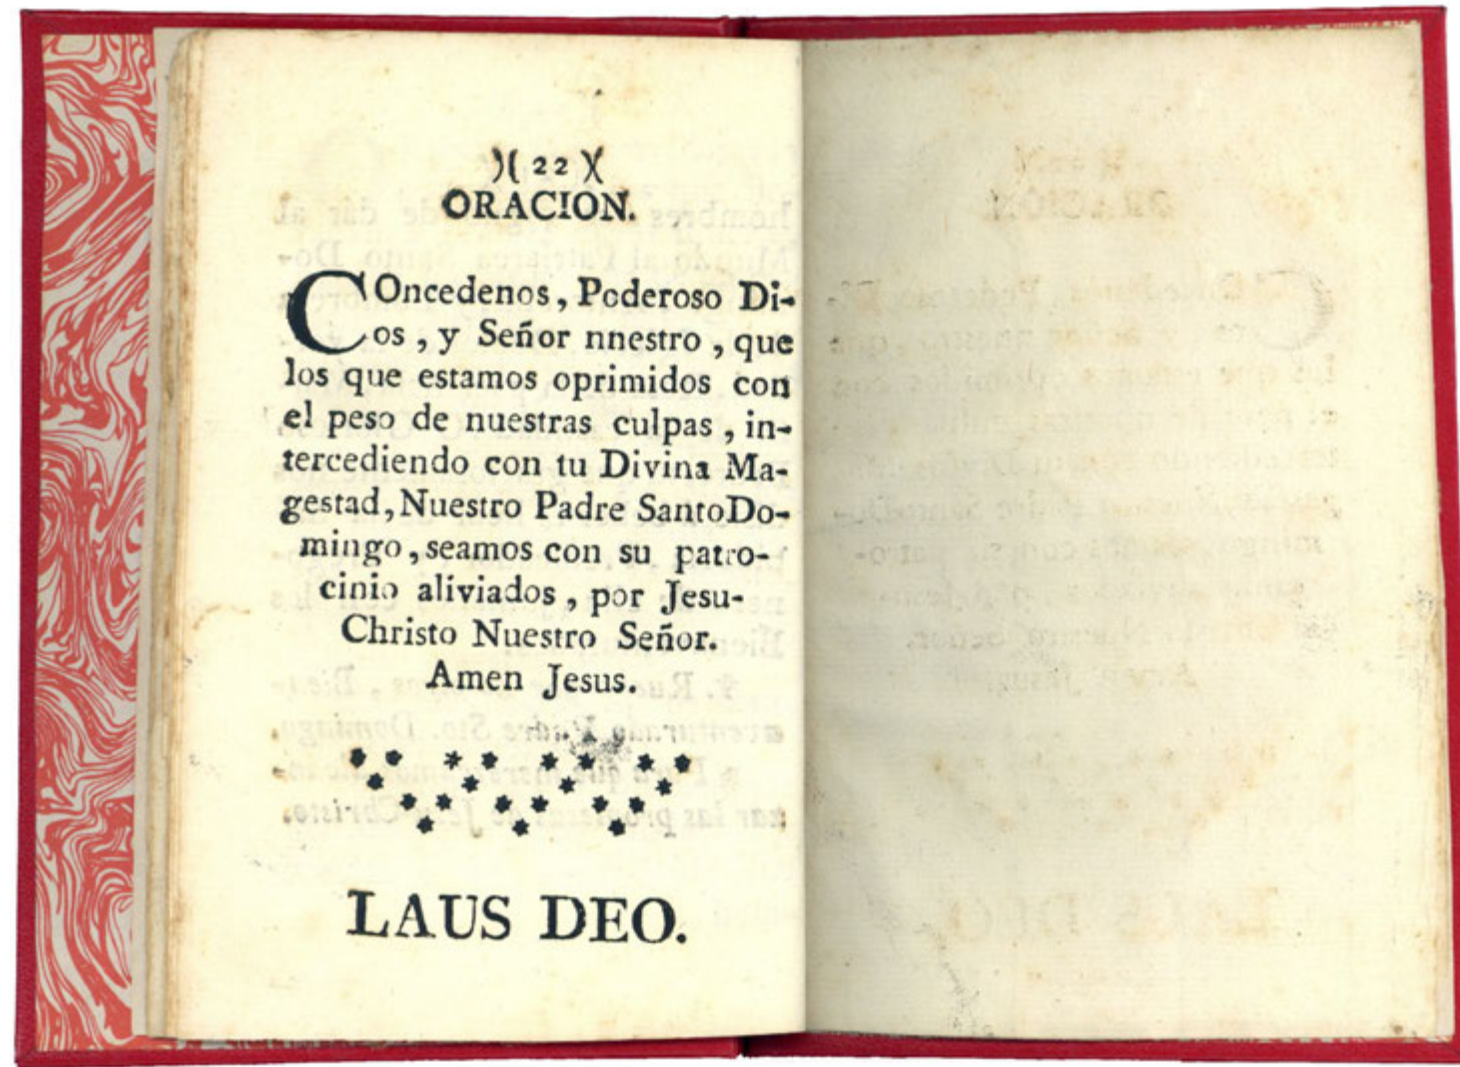 )( 22 )(
ORACION.
COncedenos, Poderoso Di-
os, y Señor nnestro, que
los que estamos oprimidos con
el peso de nuestras culpas, in-
tercediendo con tu Divina Ma-
gestad, Nuestro Padre SantoDo-
mingo, seamos con su patro-
cinio aliviados, por Jesu-
Christo Nuestro Señor.
Amen Jesus.
LAUS DEO.